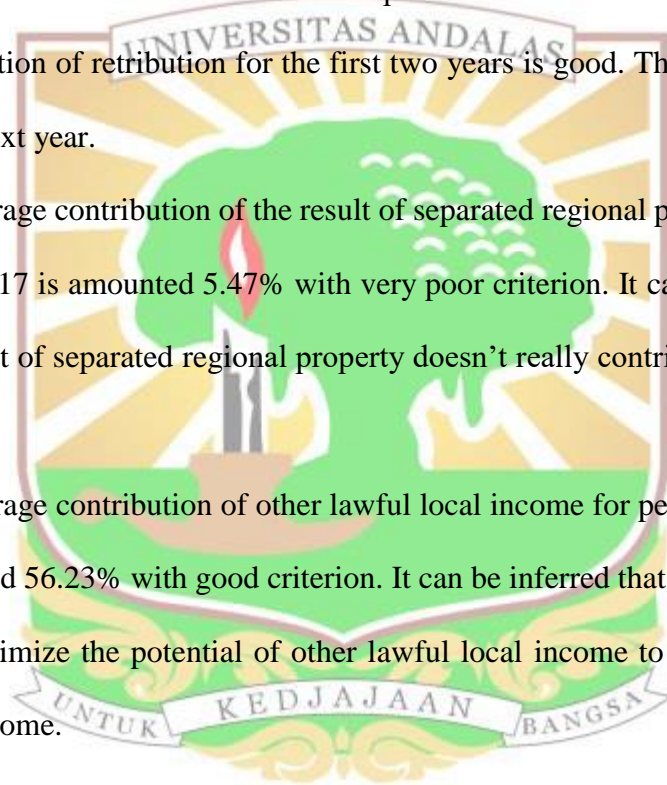 UNIVERSITAS ANDALAS
tion of retribution for the first two years is good. Th
xt year.
rage contribution of the result of separated regional p
17 is amounted 5.47% with very poor criterion. It ca
t of separated regional property doesn’t really contri
rage contribution of other lawful local income for pe
d 56.23% with good criterion. It can be inferred that
imize the potential of other lawful local income to
ome.
UNTUK KEDJAJAAN BANGSA